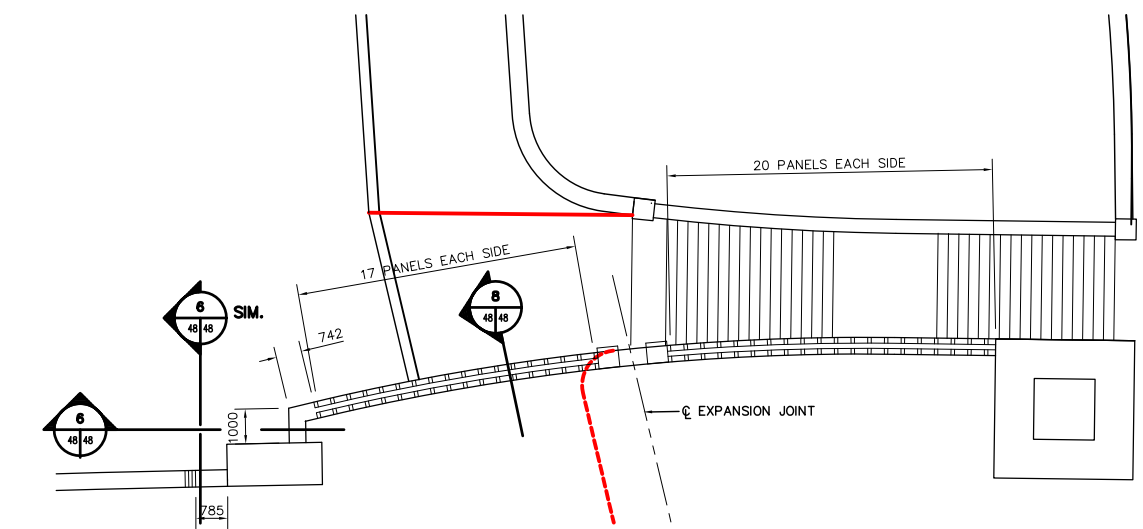 20 PANELS EACH SIDE
17 PANELS EACH SIDE
8
48 48
6
48 48
SIM.
742
℄ EXPANSION JOINT
6
48 48
1000
785